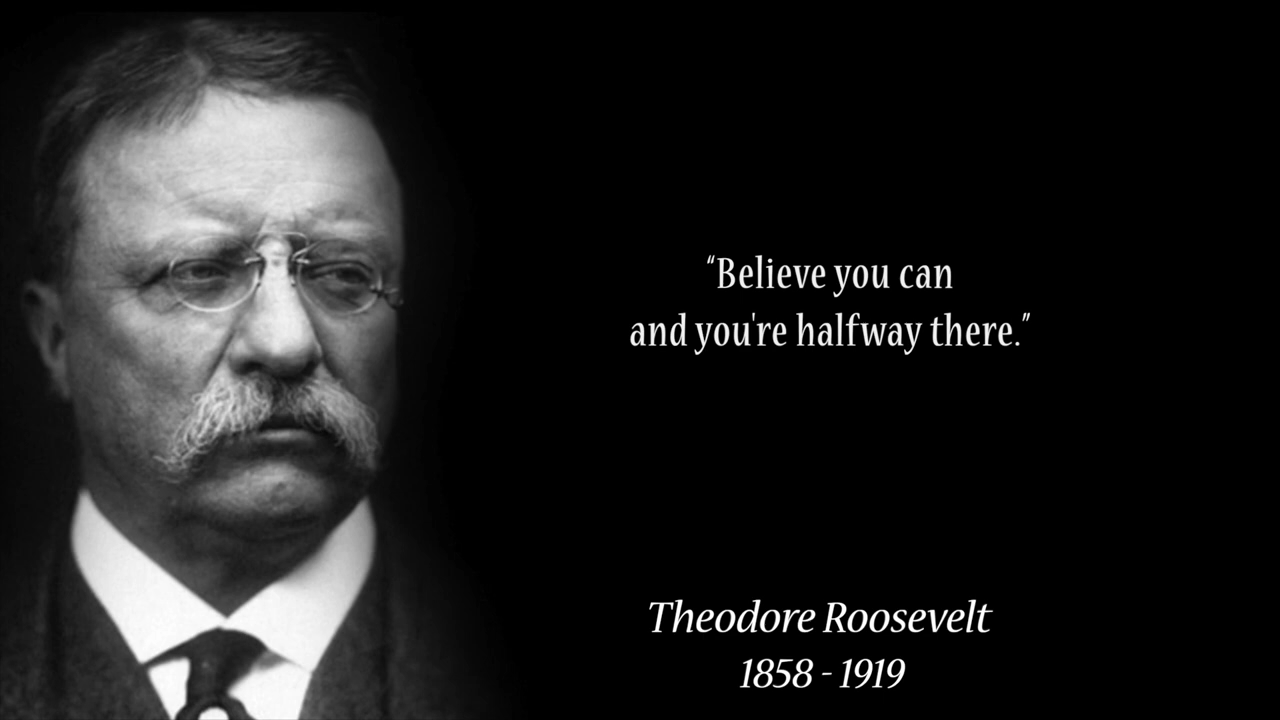 “Believe you can
and you're halfway there.”
Theodore Roosevelt
1858 - 1919